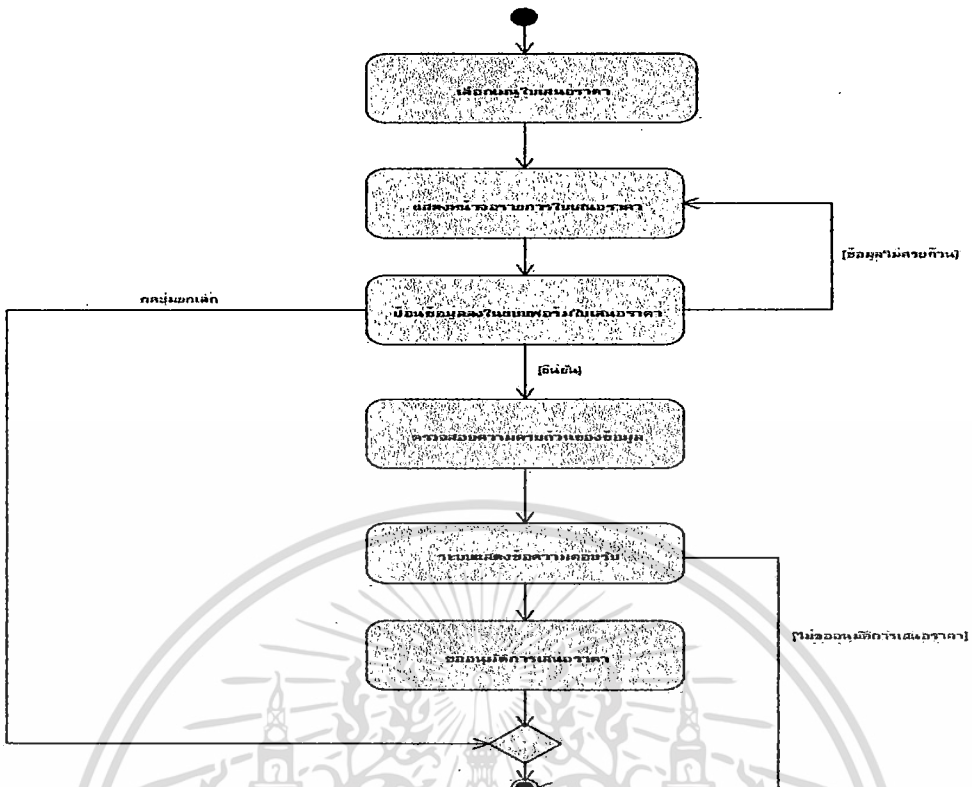 เลือกเมนูใบเสนอราคา
แสดงหน้าจอรายการใบเสนอราคา
[ข้อมูลไม่ครบถ้วน]
กดปุ่มยกเลิก
ป้อนข้อมูลลงในแบบฟอร์มใบเสนอราคา
[ยืนยัน]
ตรวจสอบความครบถ้วนของข้อมูล
ระบบแสดงข้อความตอบรับ
[ไม่ขออนุมัติการเสนอราคา]
ขออนุมัติการเสนอราคา